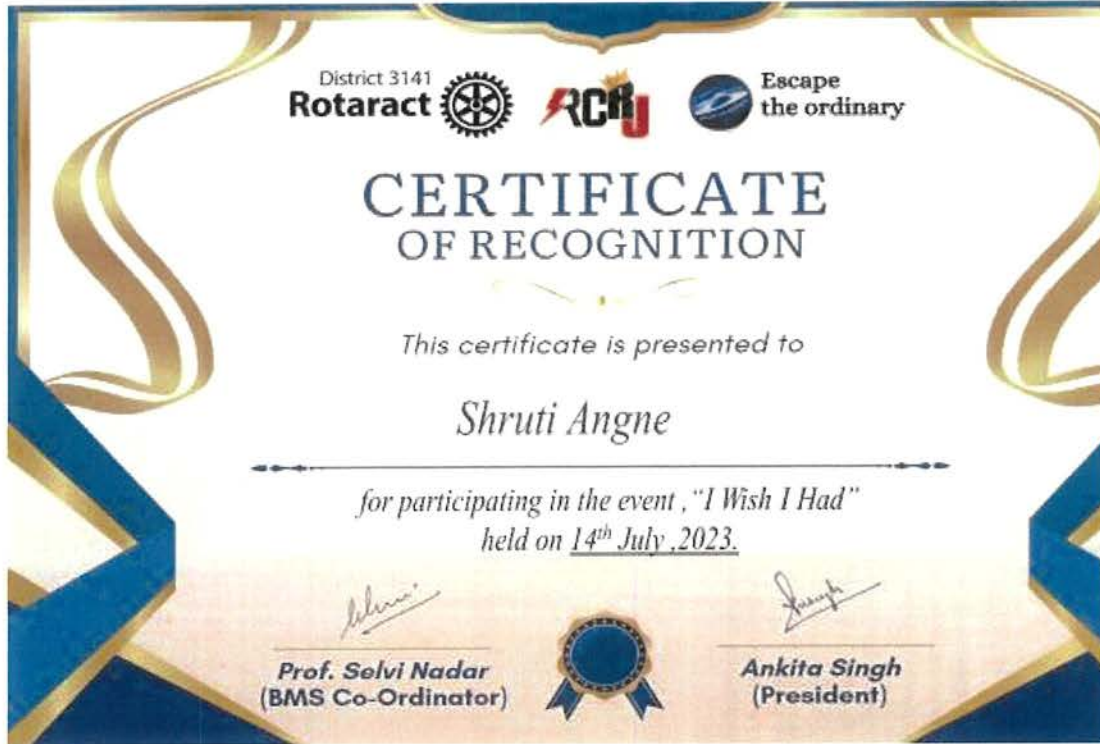 District 3141
Rotaract
RCRJ
Escape
the ordinary
CERTIFICATE
OF RECOGNITION
This certificate is presented to
Shruti Angne
for participating in the event ,“I Wish I Had”
held on 14th July ,2023.
Prof. Selvi Nadar
(BMS Co-Ordinator)
Ankita Singh
(President)